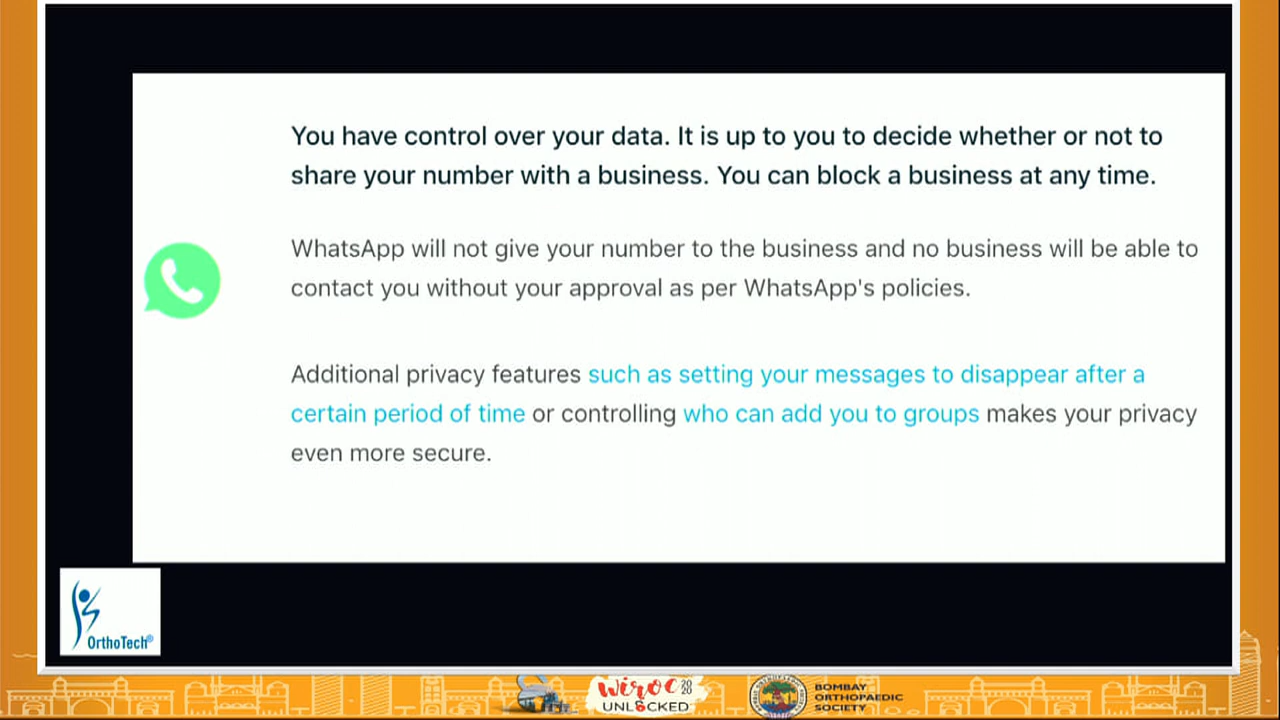 You have control over your data. It is up to you to decide whether or not to
share your number with a business. You can block a business at any time.
WhatsApp will not give your number to the business and no business will be able to
contact you without your approval as per WhatsApp's policies.
Additional privacy features such as setting your messages to disappear after a
certain period of time or controlling who can add you to groups makes your privacy
even more secure.
OrthoTech®
WIROC 2020
UNLOCKED
BOMBAY
ORTHOPAEDIC
SOCIETY